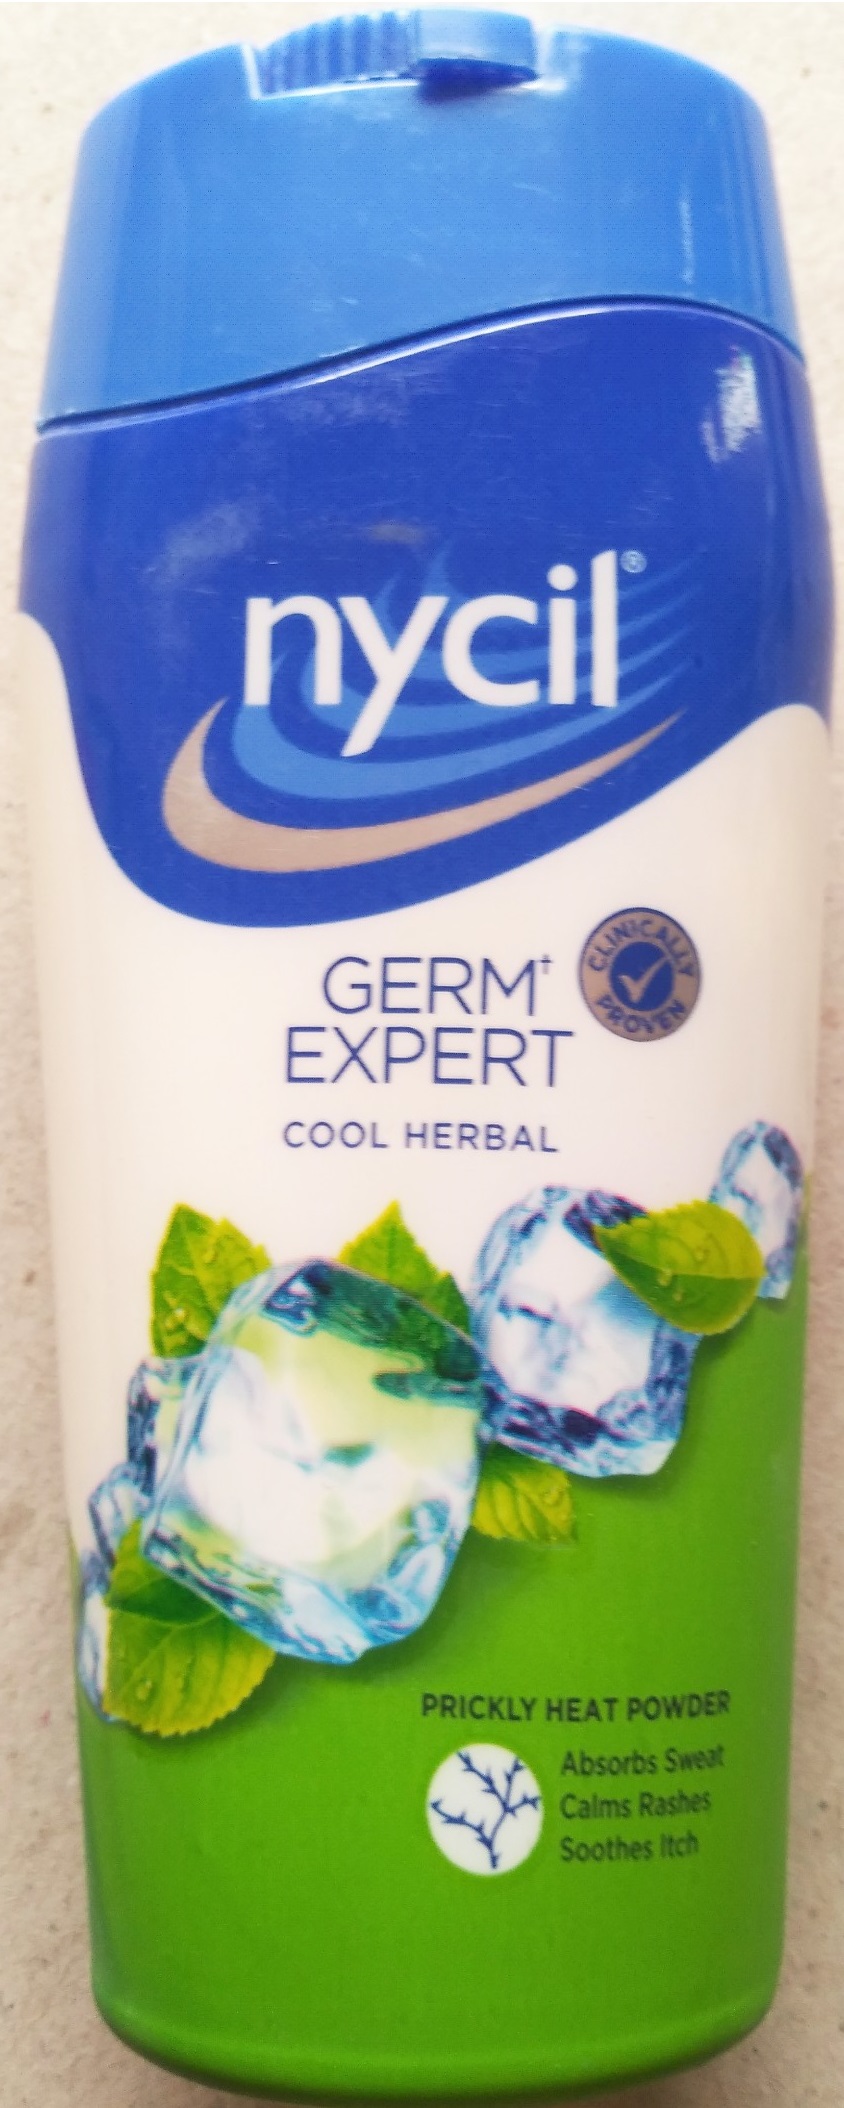 nycil®
GERM†
EXPERT
CLINICALLY
PROVEN
COOL HERBAL
PRICKLY HEAT POWDER
Absorbs Sweat
Calms Rashes
Soothes Itch